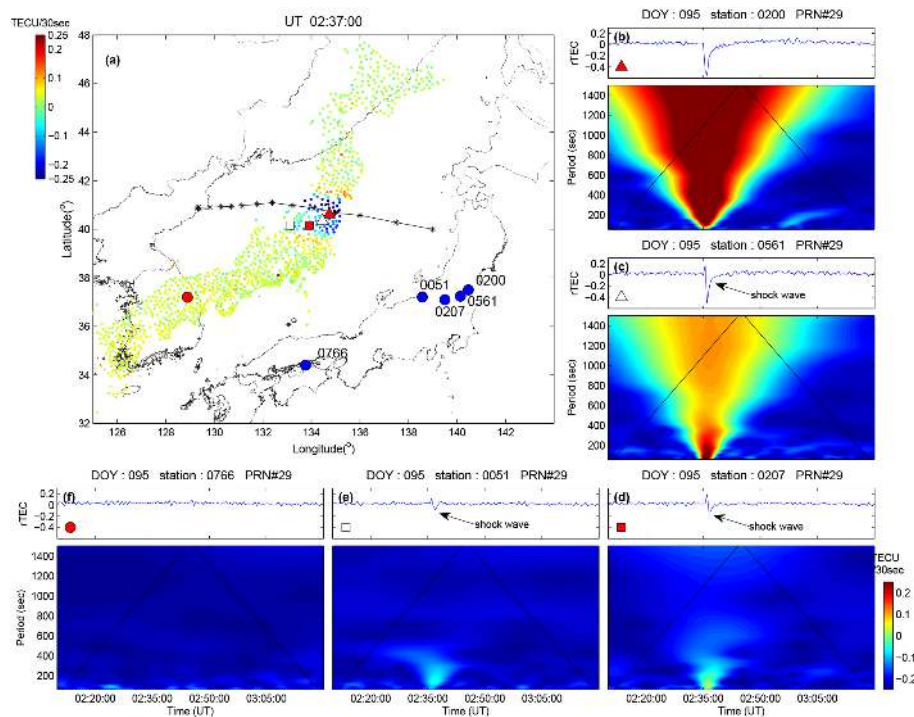 TECU/30sec
UT 02:37:00
0.25
0.2
0.1
0
-0.1
-0.2
-0.25
(a)
48
46
44
42
40
38
36
34
32
Latitude(°)
0051
0200
0207
0561
0766
126
128
130
132
134
136
138
140
142
Longitude(°)
DOY : 095 station : 0200 PRN#29
(b)
rTEC
0.2
0
-0.4
Period (sec)
1400
1200
1000
800
600
400
200
DOY : 095 station : 0561 PRN#29
(c)
rTEC
0.2
0
-0.2
-0.4
shock wave
Period (sec)
1400
1200
1000
800
600
400
200
DOY : 095 station : 0766 PRN#29
(f)
rTEC
0.2
0
-0.2
-0.4
Period (sec)
1400
1200
1000
800
600
400
200
02:20:00
02:35:00
02:50:00
03:05:00
Time (UT)
DOY : 095 station : 0051 PRN#29
(e)
shock wave
02:20:00
02:35:00
02:50:00
03:05:00
Time (UT)
DOY : 095 station : 0207 PRN#29
(d)
shock wave
02:20:00
02:35:00
02:50:00
03:05:00
Time (UT)
TECU
/30sec
0.2
0.1
0
-0.1
-0.2